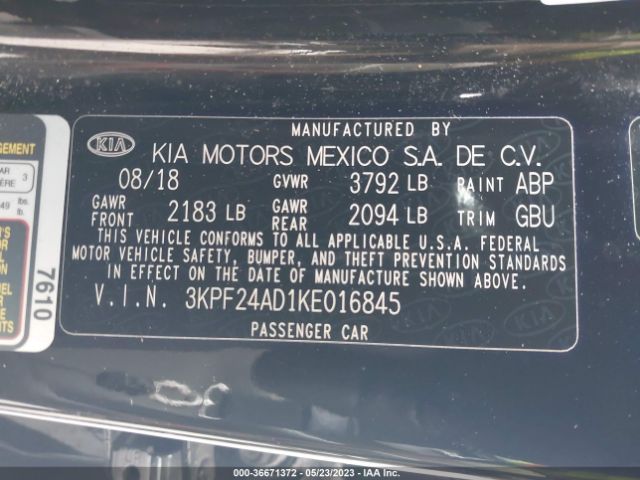 MANUFACTURED BY
KIA KIA MOTORS MEXICO S.A. DE C.V.
08/18 GVWR 3792 LB PAINT ABP
GAWR FRONT 2183 LB GAWR REAR 2094 LB TRIM GBU
THIS VEHICLE CONFORMS TO ALL APPLICABLE U.S.A. FEDERAL
MOTOR VEHICLE SAFETY, BUMPER, AND THEFT PREVENTION STANDARDS
IN EFFECT ON THE DATE OF MANUFACTURE SHOWN ABOVE.
V.I.N. 3KPF24AD1KE016845
PASSENGER CAR
7610
000-36671372 - 05/23/2023 - IAA Inc.